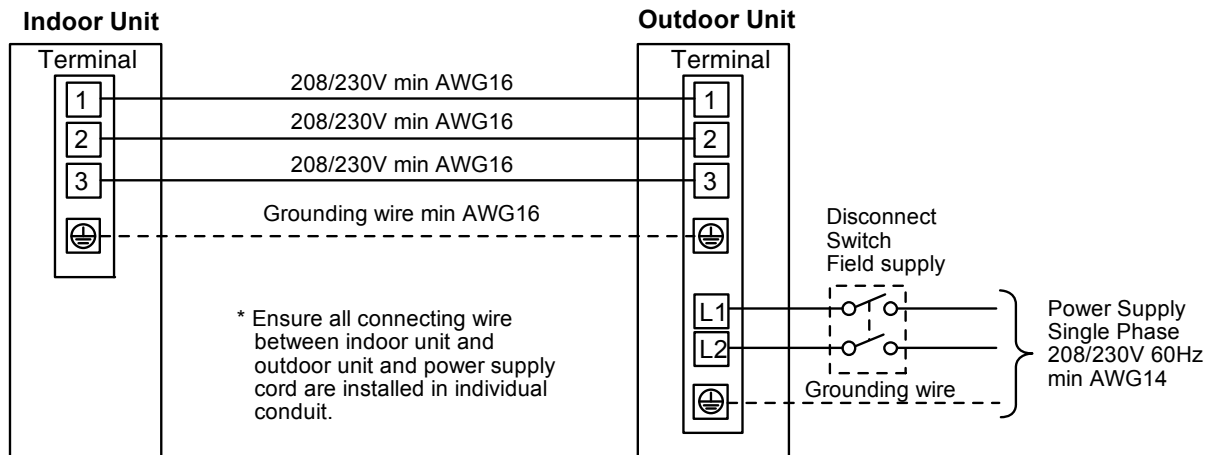 Indoor Unit
Outdoor Unit
Terminal
Terminal
1
208/230V min AWG16
1
2
208/230V min AWG16
2
3
208/230V min AWG16
3
Grounding wire min AWG16
Disconnect
Switch
Field supply
* Ensure all connecting wire
between indoor unit and
outdoor unit and power supply
cord are installed in individual
conduit.
L1
L2
Grounding wire
Power Supply
Single Phase
208/230V 60Hz
min AWG14